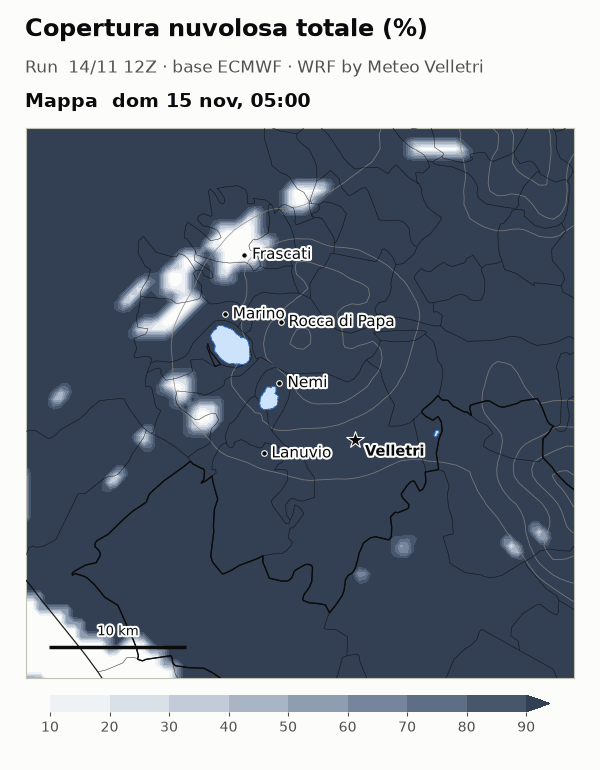 Copertura nuvolosa totale (%)
Run  14/11 12Z · base ECMWF · WRF by Meteo Velletri
Mappa  dom 15 nov, 05:00
Frascati
Marino
Rocca di Papa
Nemi
Velletri
Lanuvio
10 km
10 20 30 40 50 60 70 80 90